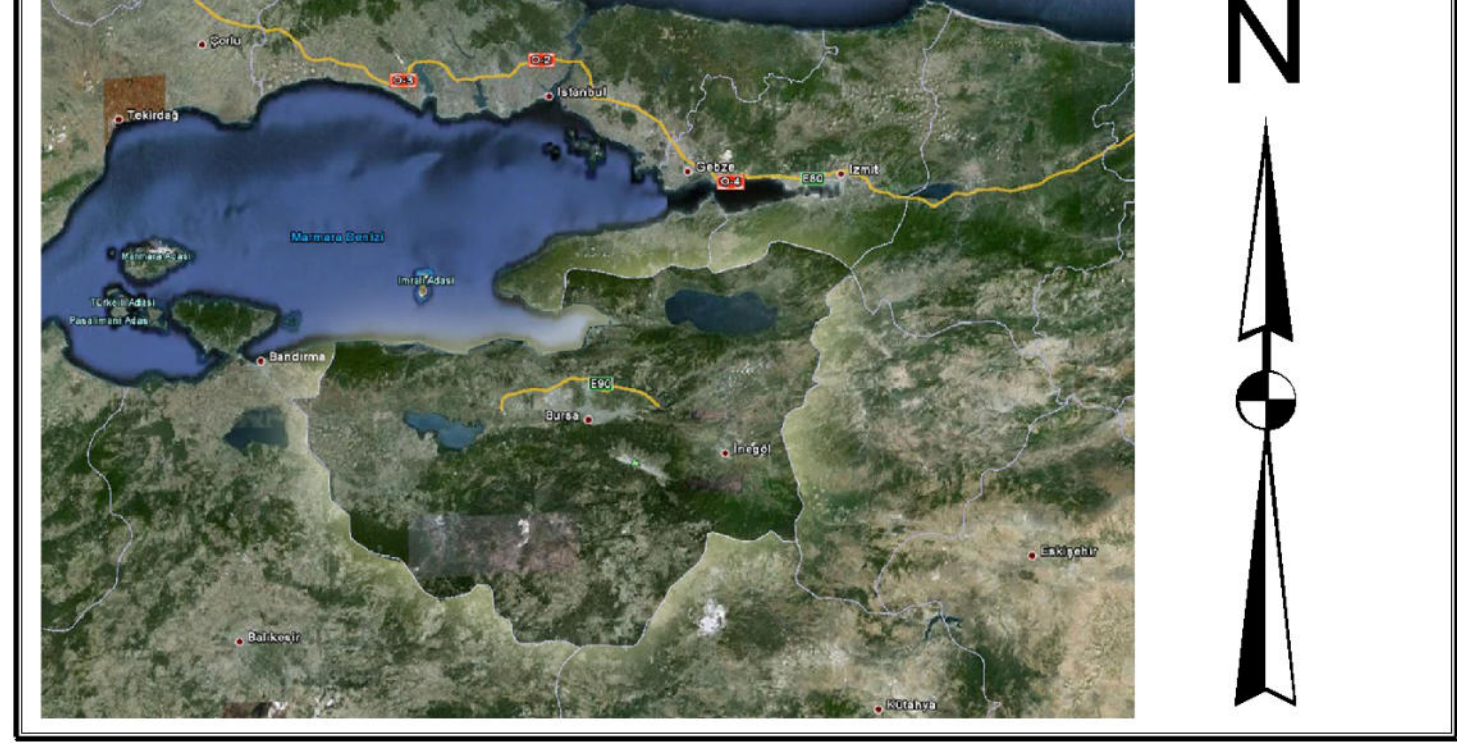 N
Şorlu
O-2
O-3
İstanbul
Tekirdağ
Gebze
O-4
E80
İzmit
Marmara Denizi
Marmara Adası
İmralı Adası
Türkeli Adası
Paşalimanı Adası
Bandırma
E90
Bursa
İnegöl
Eskişehir
Balıkesir
Kütahya